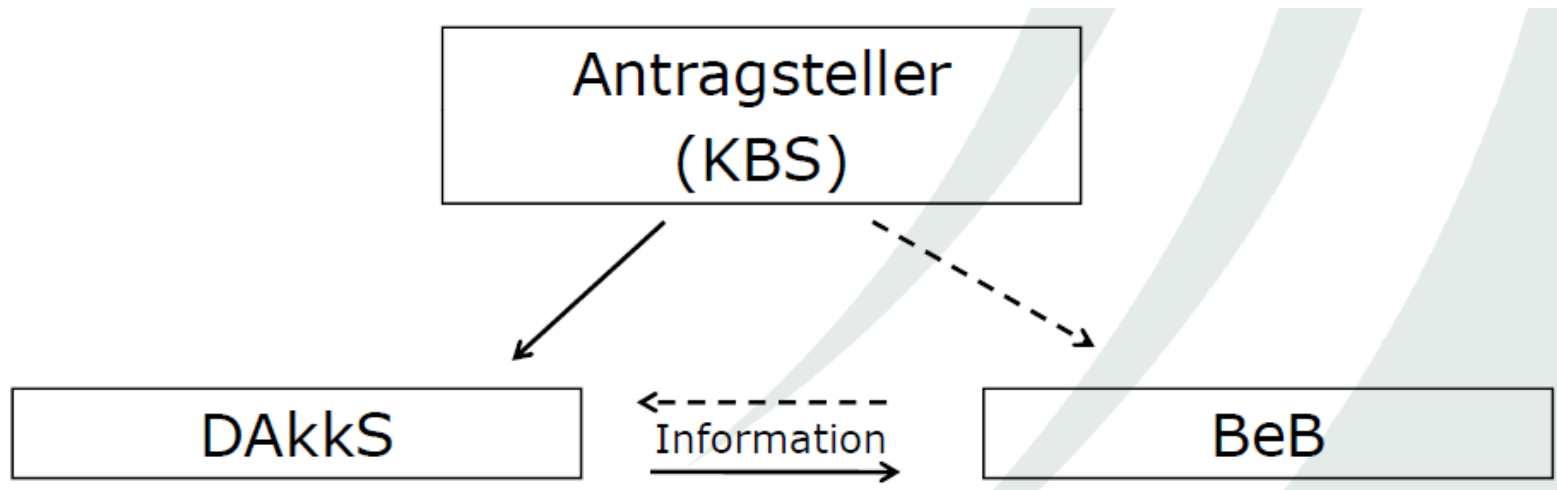 Antragsteller
(KBS)
DAkkS
Information
BeB